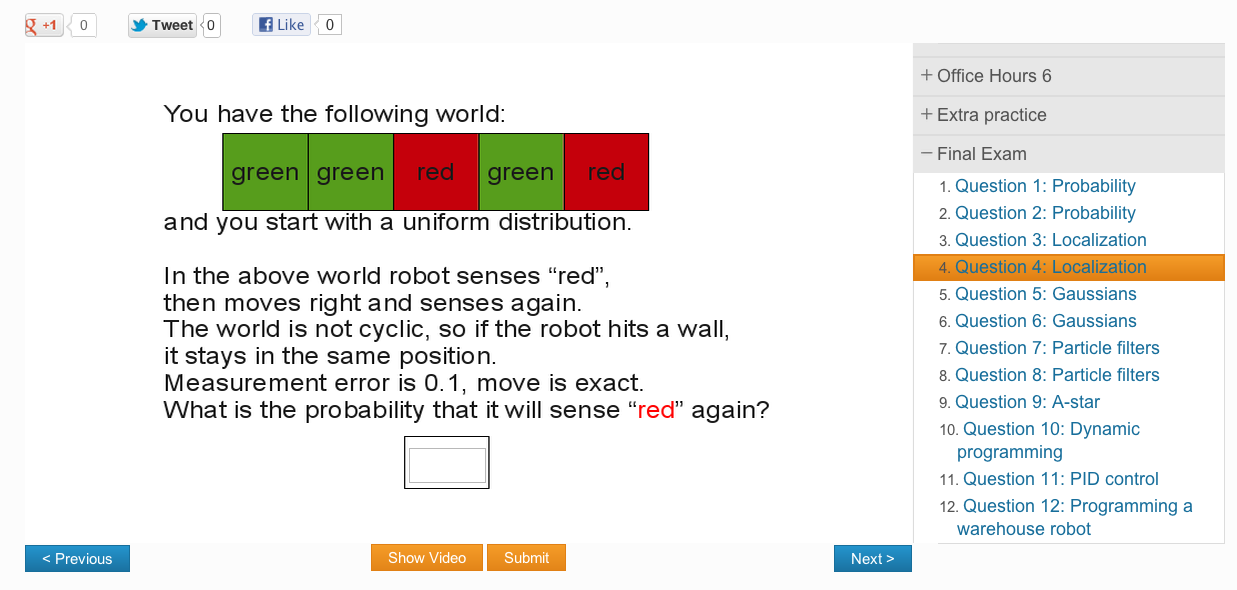 +1 0 Tweet 0 Like 0
You have the following world:
green green red green red
and you start with a uniform distribution.
In the above world robot senses “red”,
then moves right and senses again.
The world is not cyclic, so if the robot hits a wall,
it stays in the same position.
Measurement error is 0.1, move is exact.
What is the probability that it will sense “red” again?
< Previous
Show Video
Submit
Next >
+ Office Hours 6
+ Extra practice
− Final Exam
1. Question 1: Probability
2. Question 2: Probability
3. Question 3: Localization
4. Question 4: Localization
5. Question 5: Gaussians
6. Question 6: Gaussians
7. Question 7: Particle filters
8. Question 8: Particle filters
9. Question 9: A-star
10. Question 10: Dynamic
programming
11. Question 11: PID control
12. Question 12: Programming a
warehouse robot